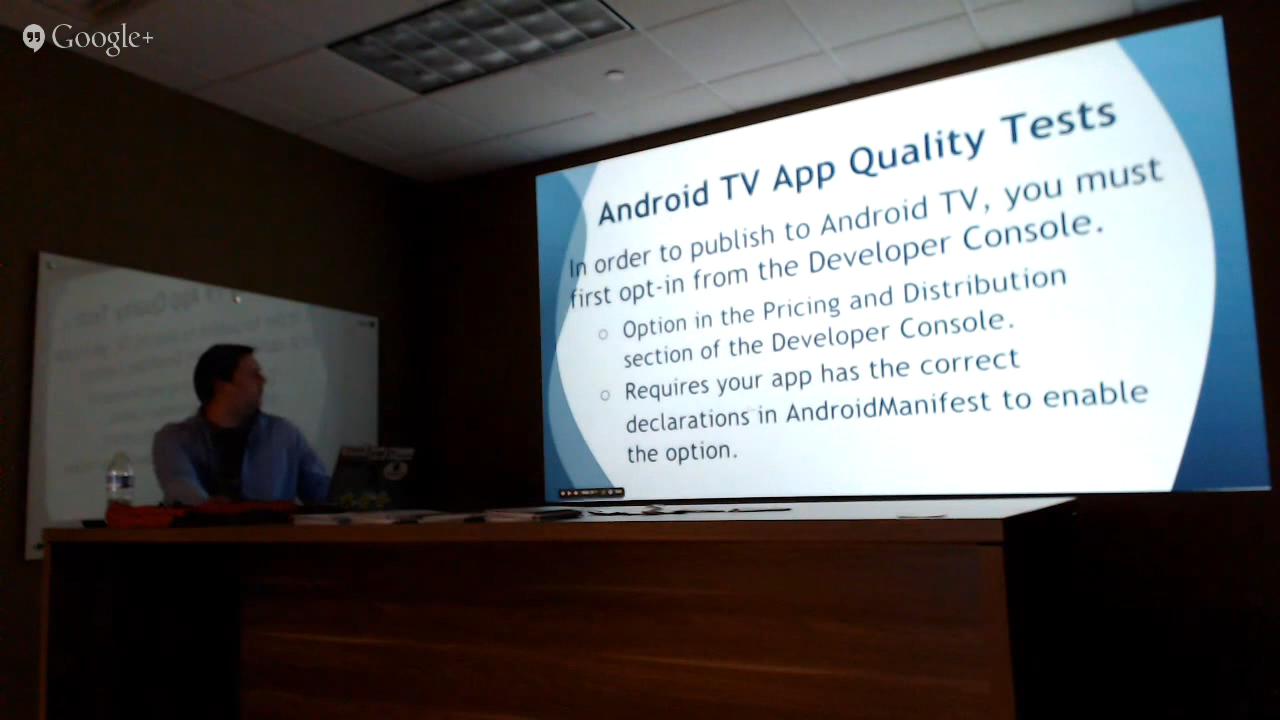 Google+
Android TV App Quality Tests
In order to publish to Android TV, you must
first opt-in from the Developer Console.
Option in the Pricing and Distribution
section of the Developer Console.
Requires your app has the correct
declarations in AndroidManifest to enable
the option.